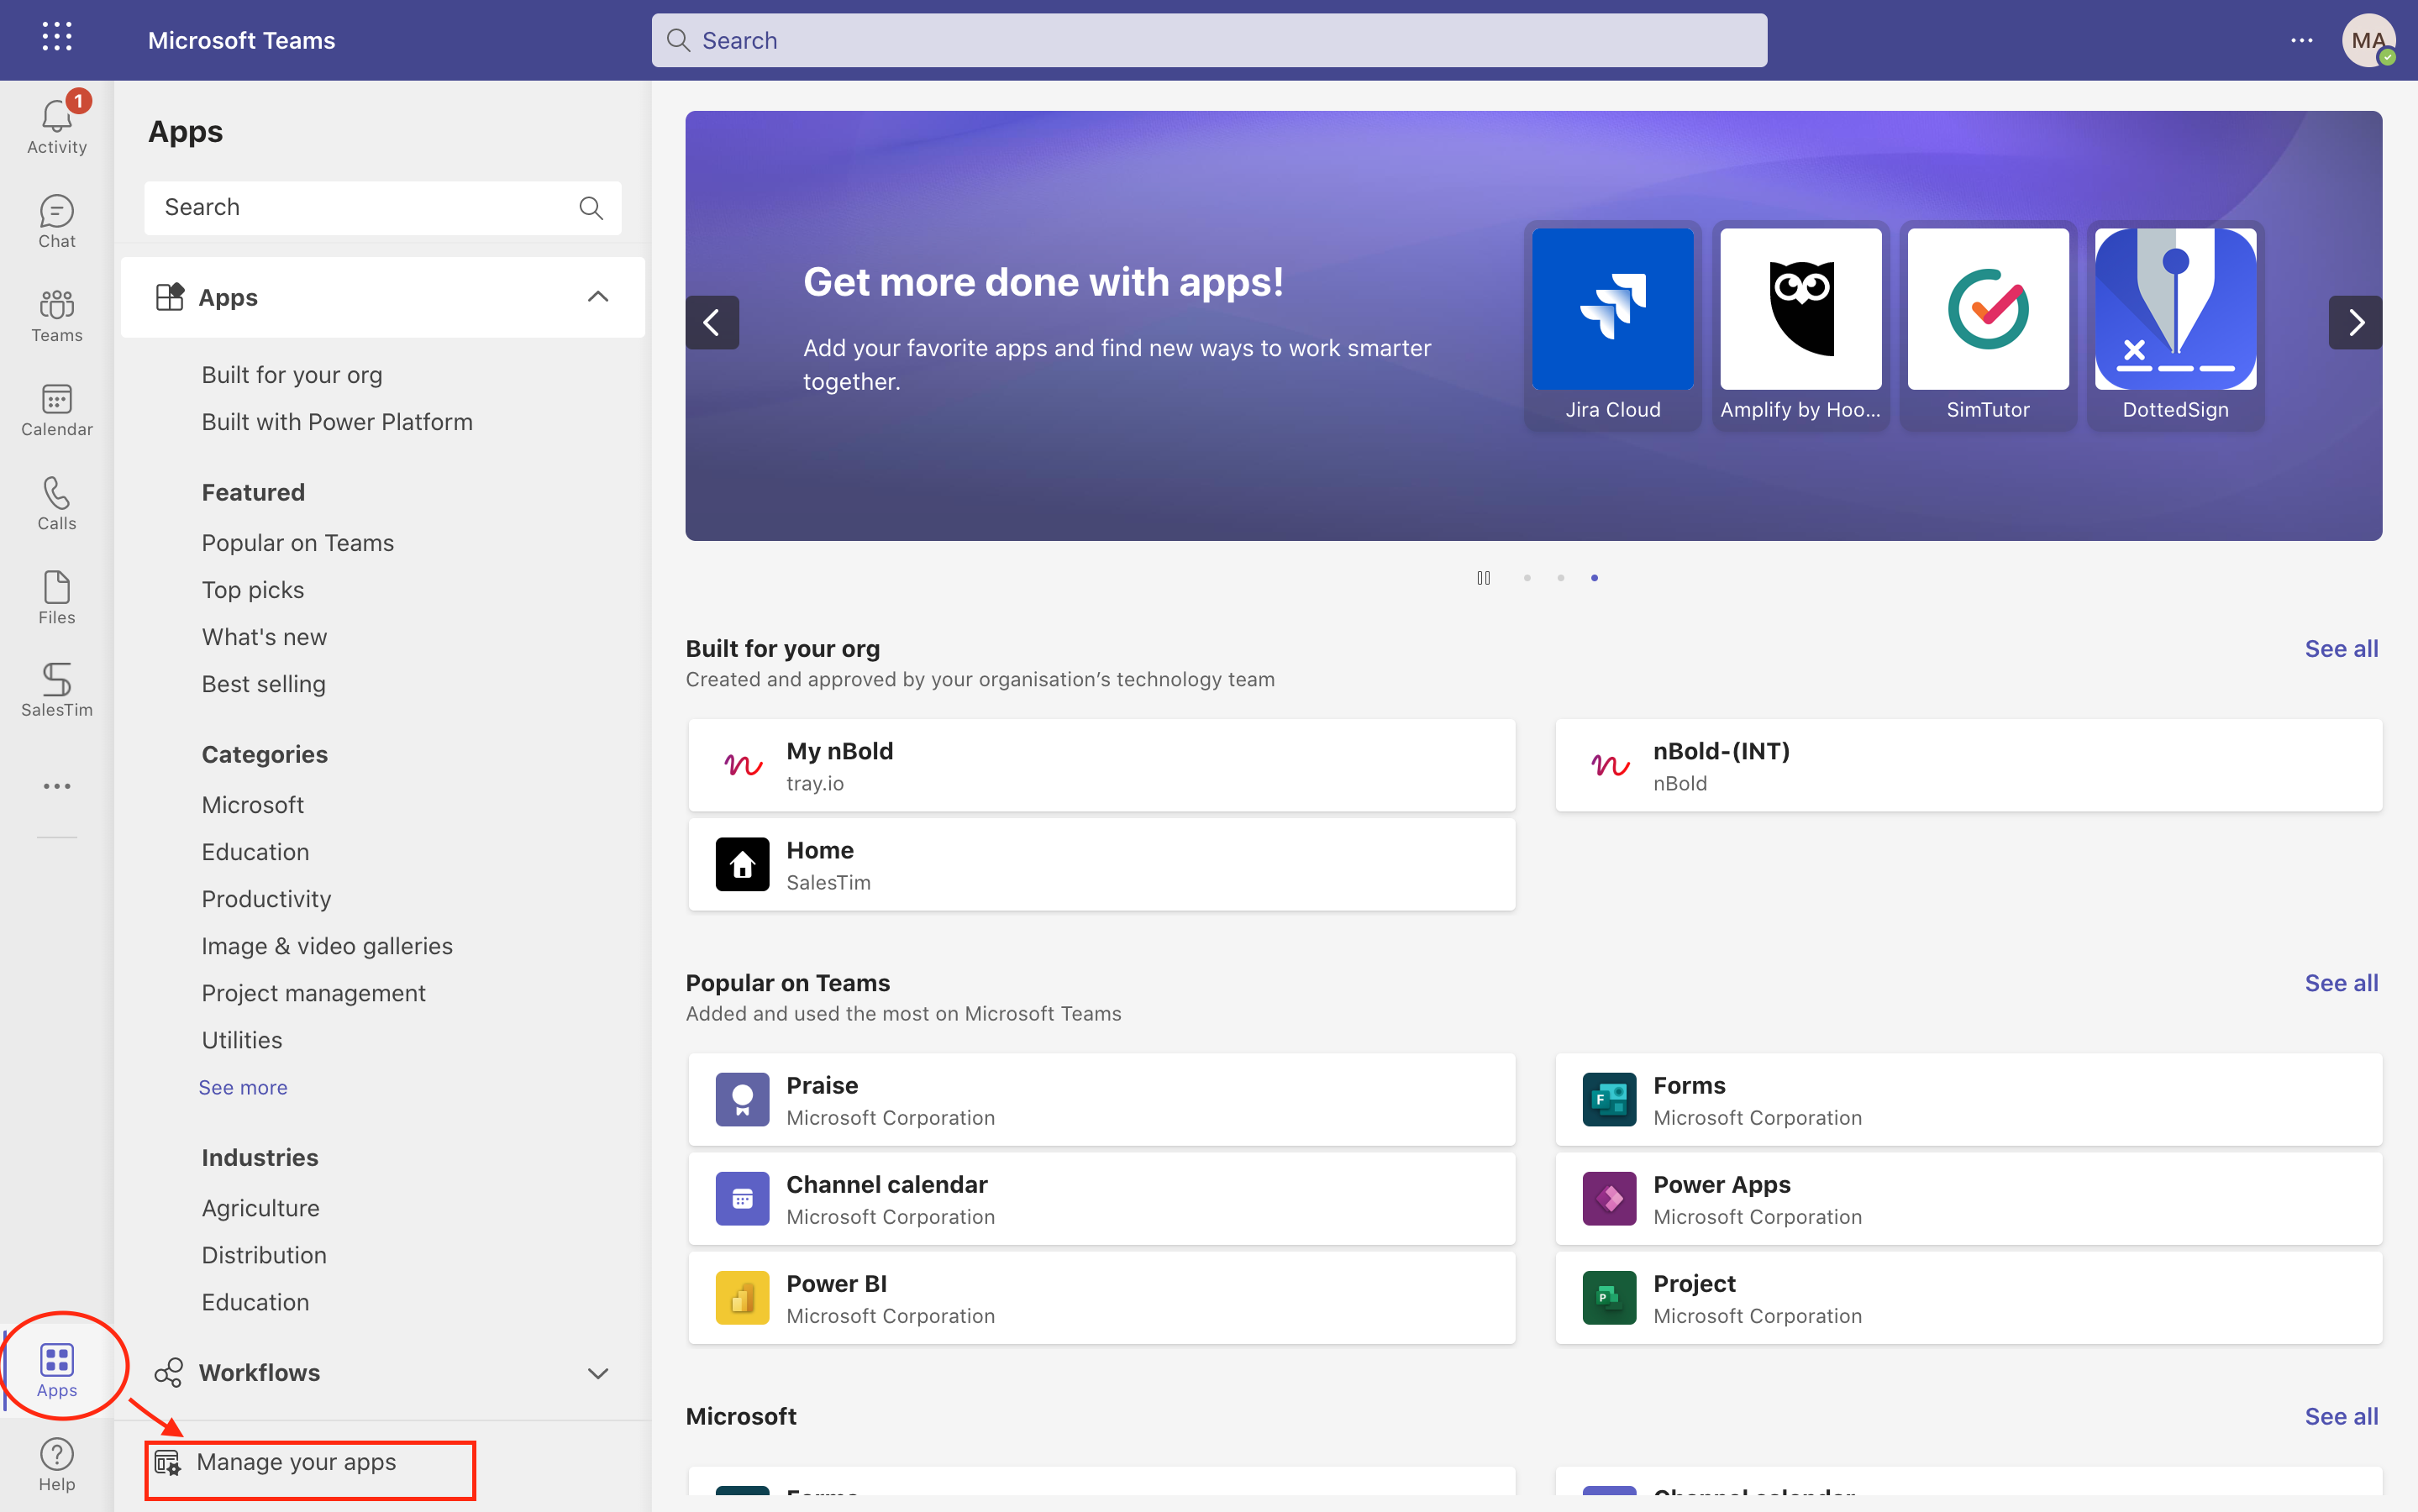 Microsoft Teams
Search
MA
1
Activity
Chat
Teams
Calendar
Calls
Files
SalesTim
Apps
Help
Apps
Search
Apps
Built for your org
Built with Power Platform
Featured
Popular on Teams
Top picks
What's new
Best selling
Categories
Microsoft
Education
Productivity
Image & video galleries
Project management
Utilities
See more
Industries
Agriculture
Distribution
Education
Workflows
Manage your apps
Get more done with apps!
Add your favorite apps and find new ways to work smarter
together.
Jira Cloud
Amplify by Hoo...
SimTutor
DottedSign
Built for your org
See all
Created and approved by your organisation’s technology team
My nBold
tray.io
nBold-(INT)
nBold
Home
SalesTim
Popular on Teams
See all
Added and used the most on Microsoft Teams
Praise
Microsoft Corporation
F
Forms
Microsoft Corporation
Channel calendar
Microsoft Corporation
Power Apps
Microsoft Corporation
Power BI
Microsoft Corporation
P
Project
Microsoft Corporation
Microsoft
See all
Forms
Channel calendar